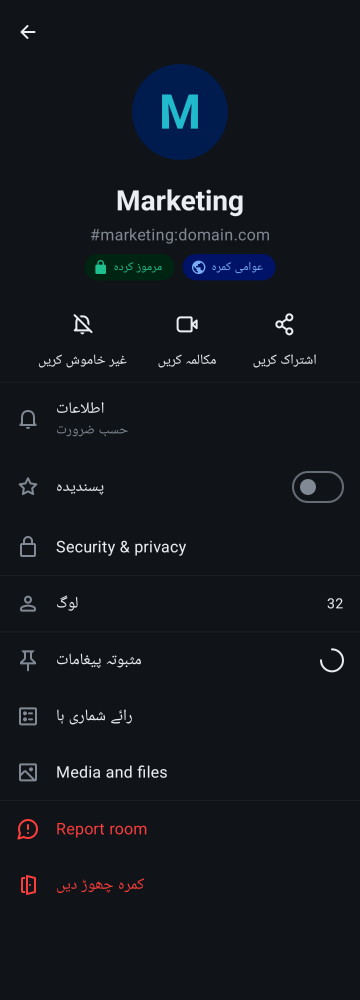 M
Marketing
#marketing:domain.com
مرموز کردہ
عوامی کمرہ
غیر خاموش کریں
مکالمہ کریں
اشتراک کریں
اطلاعات
حسب ضرورت
پسندیدہ
Security & privacy
لوگ
32
مثبوتہ پیغامات
رائے شماری ہا
Media and files
Report room
کمرہ چھوڑ دیں